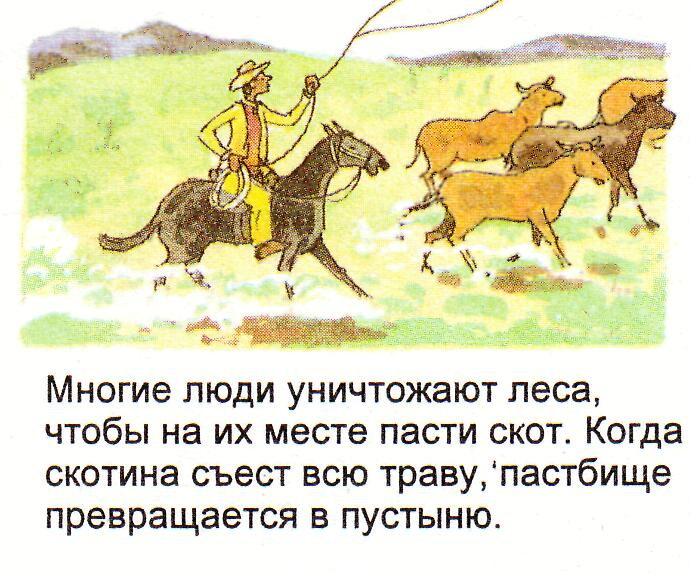 Многие люди уничтожают леса,
чтобы на их месте пасти скот. Когда
скотина съест всю траву, пастбище
превращается в пустыню.